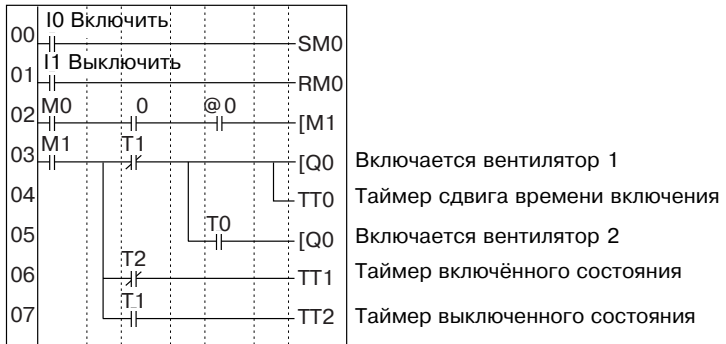 I0 Включить
00 SM0
I1 Выключить
01 RM0
M0 0 @0
02 [M1
M1 T1
03 [Q0 Включается вентилятор 1
04 TT0 Таймер сдвига времени включения
T0
05 [Q0 Включается вентилятор 2
T2
06 TT1 Таймер включённого состояния
T1
07 TT2 Таймер выключенного состояния